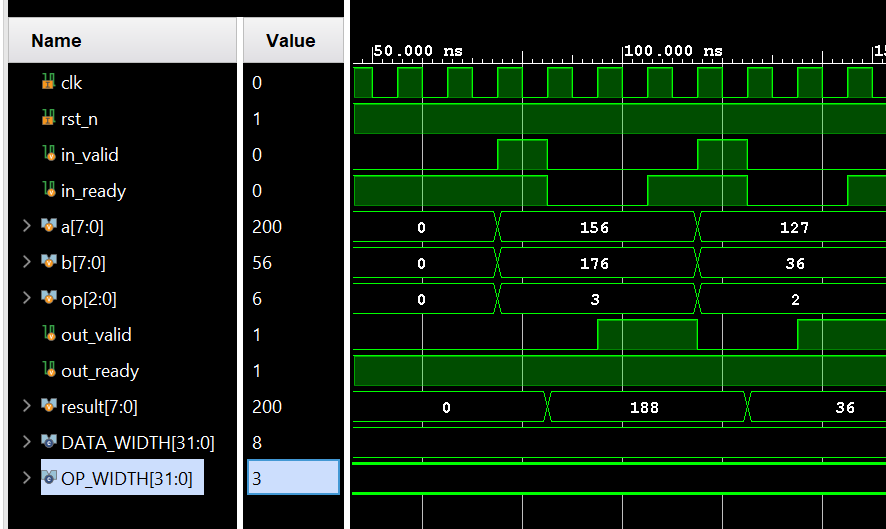 Name Value
50.000 ns 100.000 ns 15
clk 0
rst_n 1
in_valid 0
in_ready 0
a[7:0] 200 0 156 127
b[7:0] 56 0 176 36
op[2:0] 6 0 3 2
out_valid 1
out_ready 1
result[7:0] 200 0 188 36
DATA_WIDTH[31:0] 8
OP_WIDTH[31:0] 3